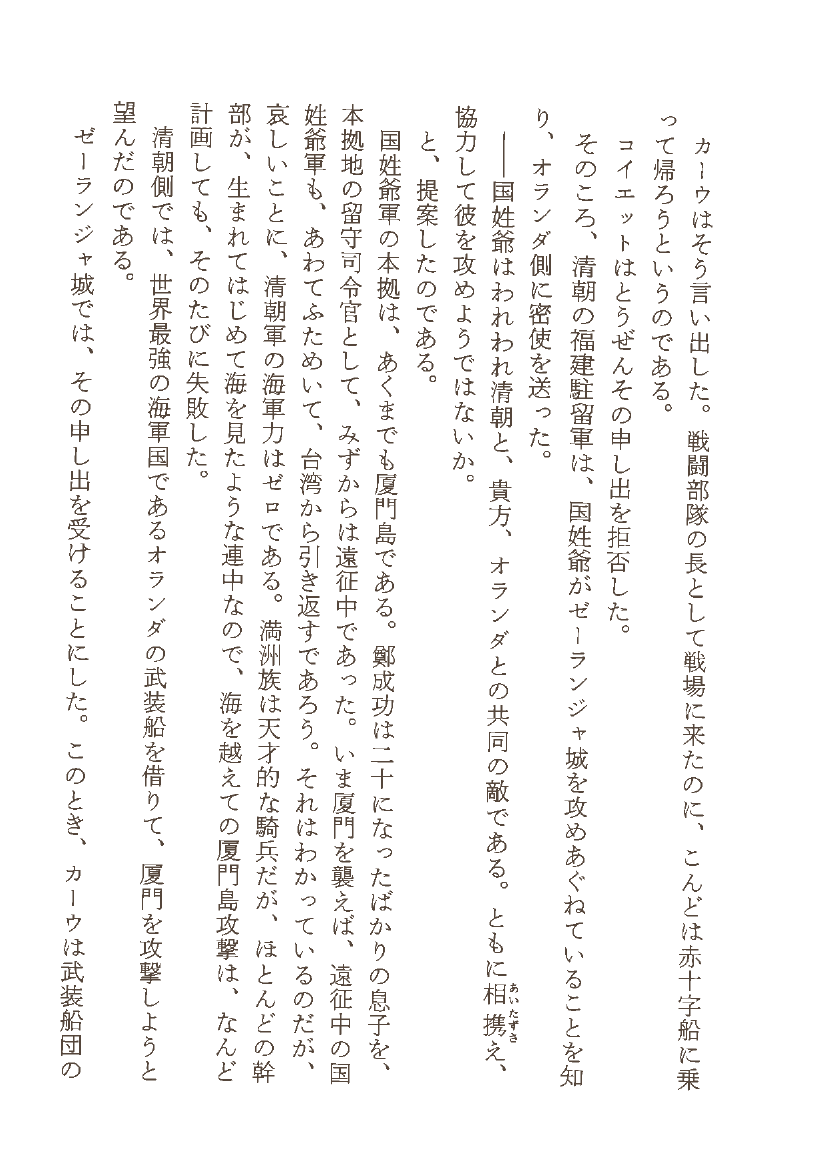 カーウはそう言い出した。戦闘部隊の長として戦場に来たのに、こんどは赤十字船に乗
って帰ろうというのである。
コイエットはとうぜんその申し出を拒否した。
そのころ、清朝の福建駐留軍は、国姓爺がゼーランジャ城を攻めあぐねていることを知
り、オランダ側に密使を送った。
――国姓爺はわれわれ清朝と、貴方、オランダとの共同の敵である。ともに相携え、
あいたずさ
協力して彼を攻めようではないか。
と、提案したのである。
国姓爺軍の本拠は、あくまでも厦門島である。鄭成功は二十になったばかりの息子を、
本拠地の留守司令官として、みずからは遠征中であった。いま厦門を襲えば、遠征中の国
姓爺軍も、あわてふためいて、台湾から引き返すであろう。それはわかっているのだが、
哀しいことに、清朝軍の海軍力はゼロである。満洲族は天才的な騎兵だが、ほとんどの幹
部が、生まれてはじめて海を見たような連中なので、海を越えての厦門島攻撃は、なんど
計画しても、そのたびに失敗した。
清朝側では、世界最強の海軍国であるオランダの武装船を借りて、厦門を攻撃しようと
望んだのである。
ゼーランジャ城では、その申し出を受けることにした。このとき、カーウは武装船団の